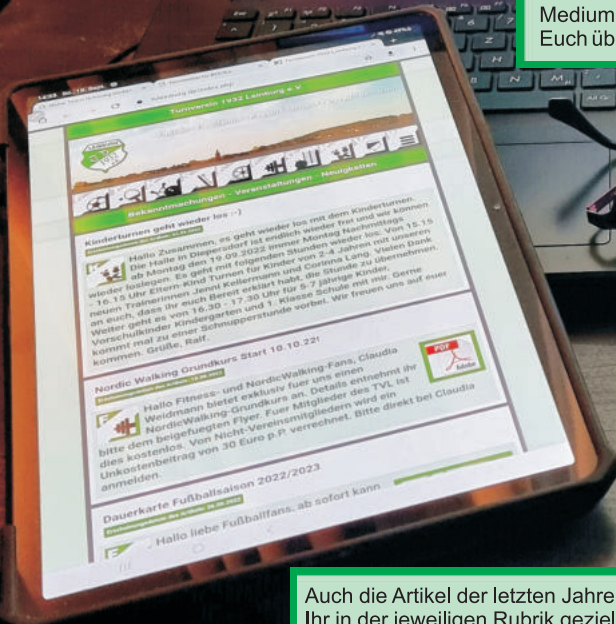 Medium
Euch üb
14:53 Di., 13. Sept.
49%
Turnverein 1932 Leinburg e.V.
Bekanntmachungen - Veranstaltungen - Neuigkeiten
Kinderturnen geht wieder los :-)
Hallo Zusammen, es geht wieder los mit dem Kinderturnen.
Die Halle in Diepersdorf ist endlich wieder frei und wir können
ab Montag den 19.09.2022 immer Montag Nachmittags
wieder loslegen. Es geht mit folgenden Stunden wieder los. Von 15.15
- 16.15 Uhr Eltern-Kind Turnen für Kinder von 2-4 Jahren mit unseren
neuen Trainerinnen Jenni Kellermann und Corinna Lang. Vielen Dank
an euch, dass ihr euch Bereit erklärt habt, die Stunde zu übernehmen.
Weiter geht es von 16.30 - 17.30 Uhr für 5-7 jährige Kinder,
Vorschulkinder Kindergarten und 1. Klasse Schule mit mir. Gerne
kommt mal zu einer Schnupperstunde vorbei. Wir freuen uns auf euer
kommen. Grüße, Ralf.
Nordic Walking Grundkurs Start 10.10.22!
Hallo Fitness- und NordicWalking-Fans, Claudia
Weidmann bietet exklusiv fuer uns einen
NordicWalking-Grundkurs an. Details entnehmt ihr
bitte dem beigefuegten Flyer. Fuer Mitglieder des TVL ist
dies kostenlos. Von Nicht-Vereinsmitgliedern wird ein
Unkostenbeitrag von 30 Euro p.P. verrechnet. Bitte direkt bei Claudia
anmelden.
PDF
Adobe
Dauerkarte Fußballsaison 2022/2023
Hallo liebe Fußballfans, ab sofort kann
Auch die Artikel der letzten Jahre
Ihr in der jeweiligen Rubrik geziel